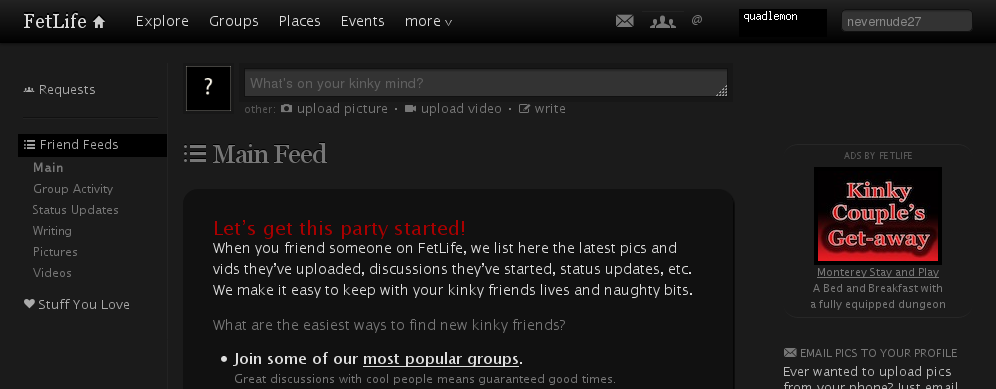 FetLife Explore Groups Places Events more @ quadlemon nevernude27
Requests
Friend Feeds
Main
Group Activity
Status Updates
Writing
Pictures
Videos
Stuff You Love
?
What's on your kinky mind?
other: upload picture • upload video • write
Main Feed
Let's get this party started!
When you friend someone on FetLife, we list here the latest pics and
vids they've uploaded, discussions they've started, status updates, etc.
We make it easy to keep with your kinky friends lives and naughty bits.
What are the easiest ways to find new kinky friends?
• Join some of our most popular groups.
Great discussions with cool people means guaranteed good times.
ADS BY FETLIFE
Kinky
Couple's
Get-away
Monterey Stay and Play
A Bed and Breakfast with
a fully equipped dungeon
EMAIL PICS TO YOUR PROFILE
Ever wanted to upload pics
from your phone? Just email